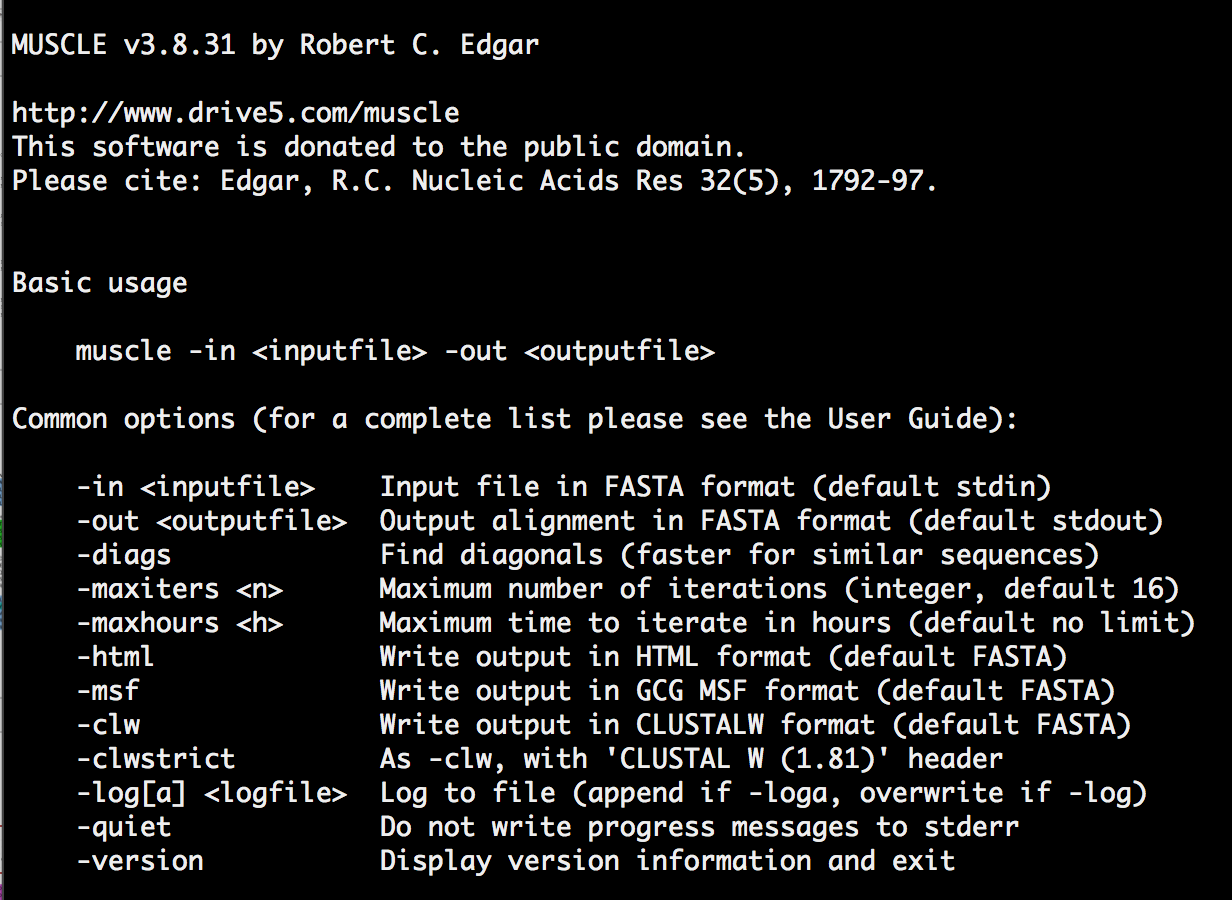 MUSCLE v3.8.31 by Robert C. Edgar
http://www.drive5.com/muscle
This software is donated to the public domain.
Please cite: Edgar, R.C. Nucleic Acids Res 32(5), 1792-97.
Basic usage
muscle -in <inputfile> -out <outputfile>
Common options (for a complete list please see the User Guide):
-in <inputfile>    Input file in FASTA format (default stdin)
-out <outputfile>  Output alignment in FASTA format (default stdout)
-diags             Find diagonals (faster for similar sequences)
-maxiters <n>      Maximum number of iterations (integer, default 16)
-maxhours <h>      Maximum time to iterate in hours (default no limit)
-html              Write output in HTML format (default FASTA)
-msf               Write output in GCG MSF format (default FASTA)
-clw               Write output in CLUSTALW format (default FASTA)
-clwstrict         As -clw, with 'CLUSTAL W (1.81)' header
-log[a] <logfile>  Log to file (append if -loga, overwrite if -log)
-quiet             Do not write progress messages to stderr
-version           Display version information and exit